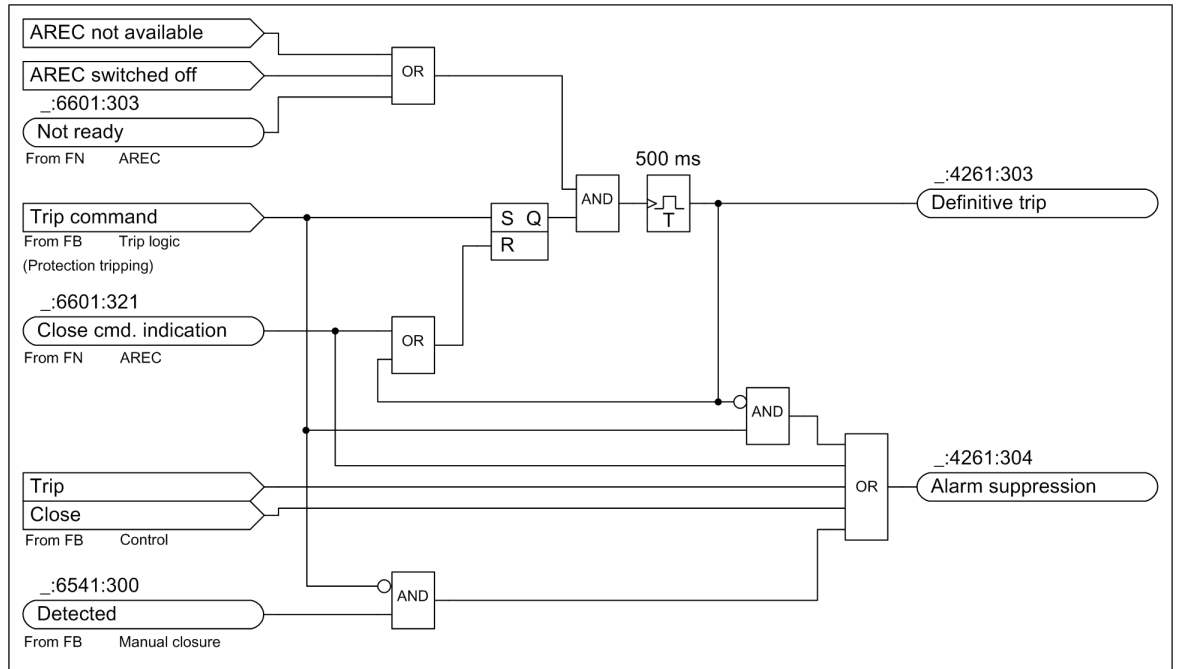 AREC not available
AREC switched off
OR
_:6601:303
Not ready
From FN AREC
500 ms
_:4261:303
AND
T
Definitive trip
Trip command
S Q
R
From FB Trip logic
(Protection tripping)
_:6601:321
Close cmd. indication
OR
From FN AREC
AND
_:4261:304
Trip
OR
Alarm suppression
Close
From FB Control
_:6541:300
AND
Detected
From FB Manual closure